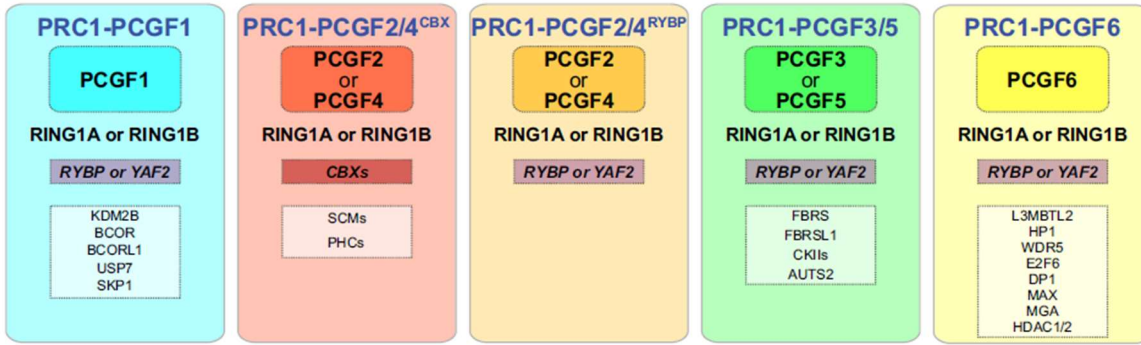 PRC1-PCGF1
PCGF1
RING1A or RING1B
RYBP or YAF2
KDM2B
BCOR
BCORL1
USP7
SKP1
PRC1-PCGF2/4CBX
PCGF2
or
PCGF4
RING1A or RING1B
CBXs
SCMs
PHCs
PRC1-PCGF2/4RYBP
PCGF2
or
PCGF4
RING1A or RING1B
RYBP or YAF2
PRC1-PCGF3/5
PCGF3
or
PCGF5
RING1A or RING1B
RYBP or YAF2
FBRS
FBRSL1
CKIIs
AUTS2
PRC1-PCGF6
PCGF6
RING1A or RING1B
RYBP or YAF2
L3MBTL2
HP1
WDR5
E2F6
DP1
MAX
MGA
HDAC1/2